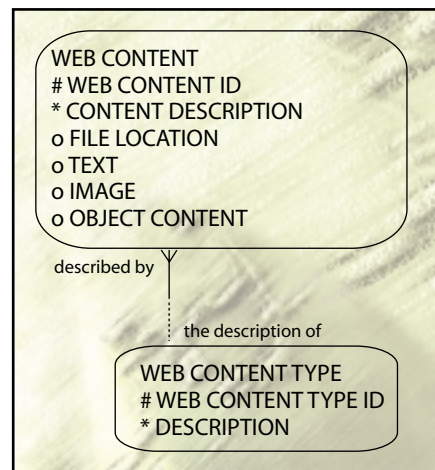 WEB CONTENT
# WEB CONTENT ID
* CONTENT DESCRIPTION
o FILE LOCATION
o TEXT
o IMAGE
o OBJECT CONTENT
described by
the description of
WEB CONTENT TYPE
# WEB CONTENT TYPE ID
* DESCRIPTION